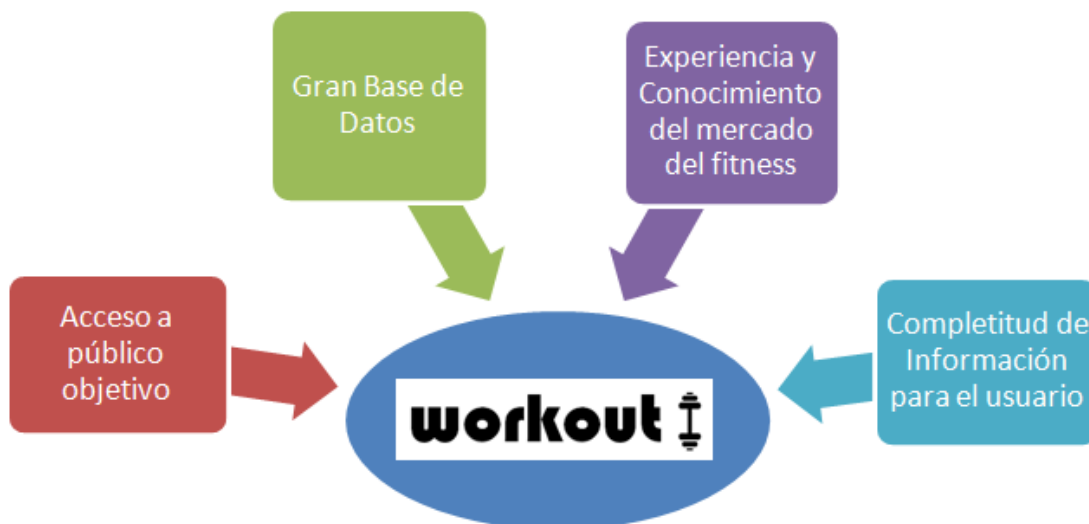 Gran Base de
Datos
Experiencia y
Conocimiento
del mercado
del fitness
Acceso a
público
objetivo
Completitud de
Información
para el usuario
workout